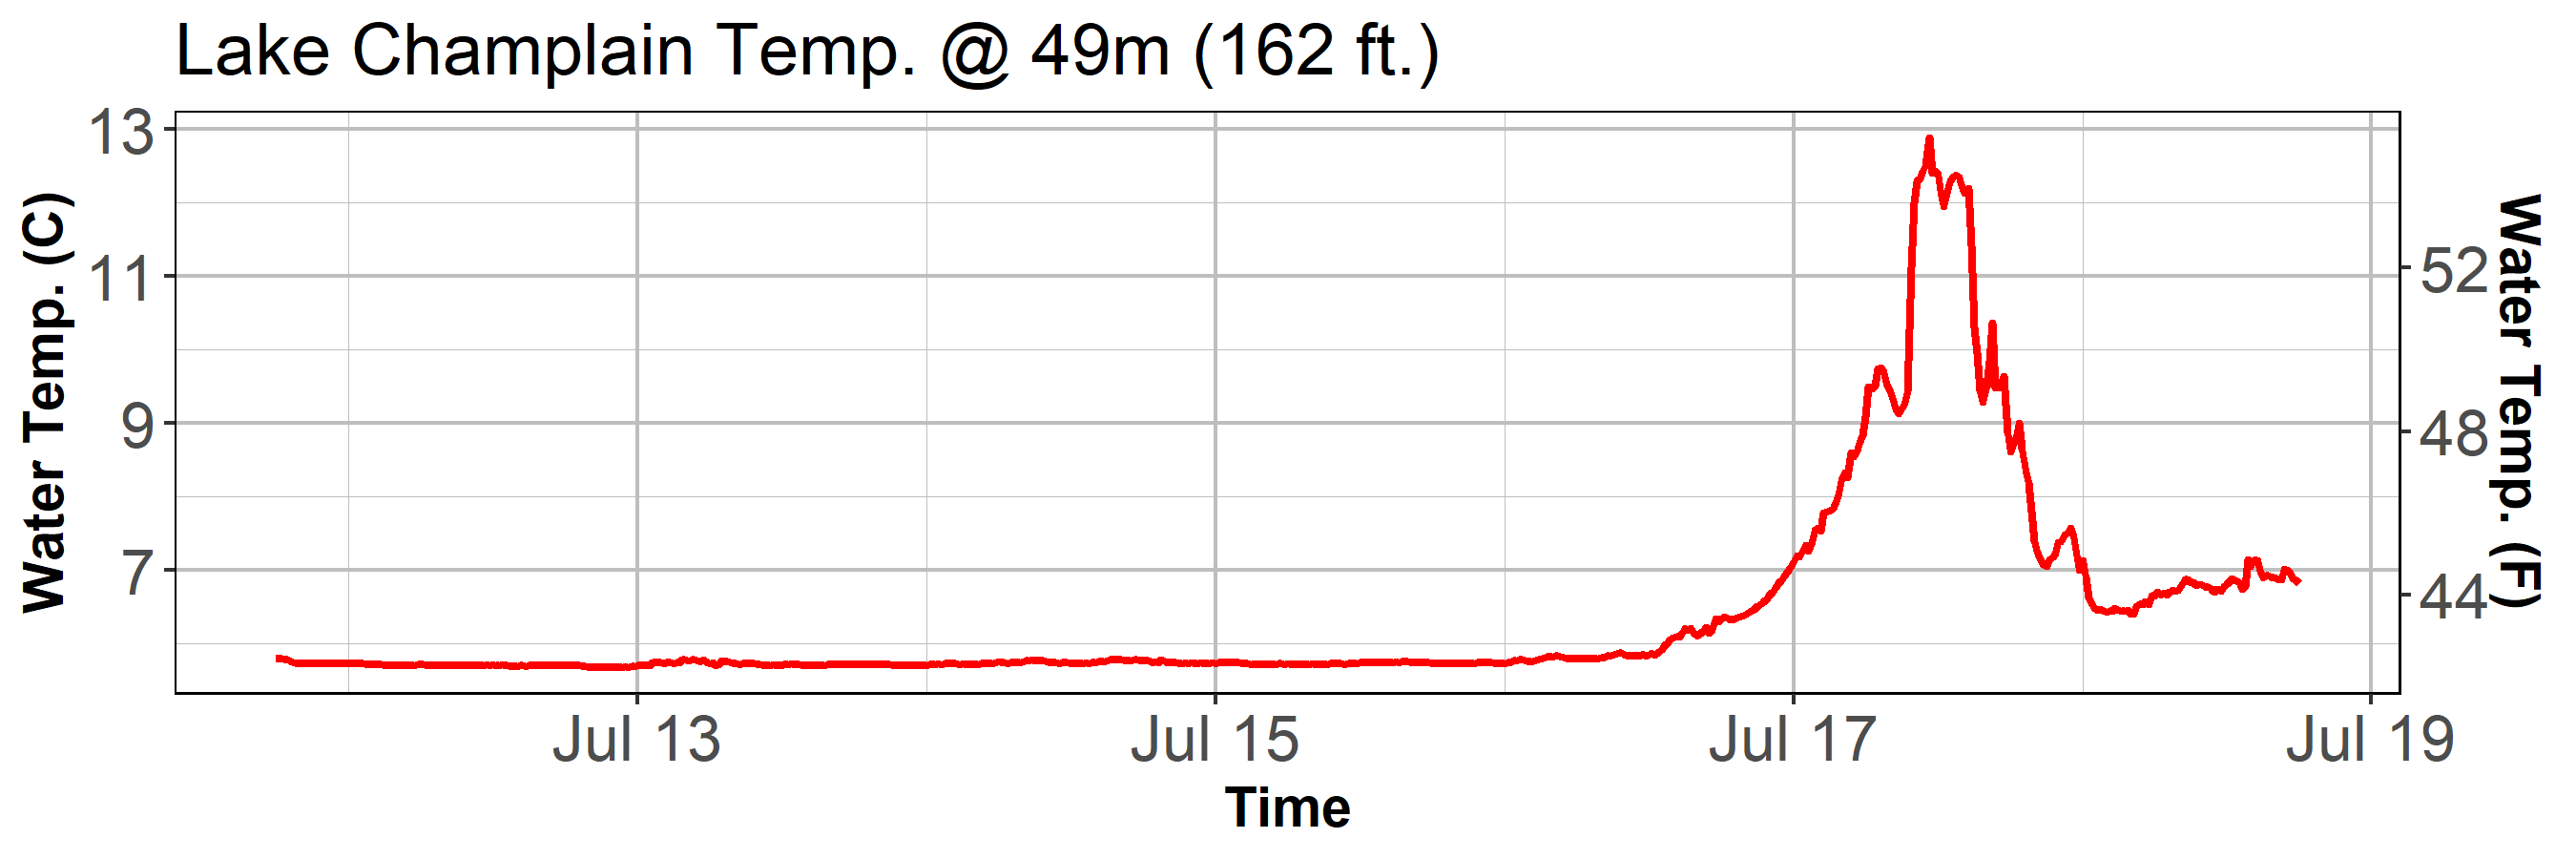 Lake Champlain Temp. @ 49m (162 ft.)
Water Temp. (C)
13
11
9
7
52
48
44
Water Temp. (F)
Jul 13 Jul 15 Jul 17 Jul 19
Time